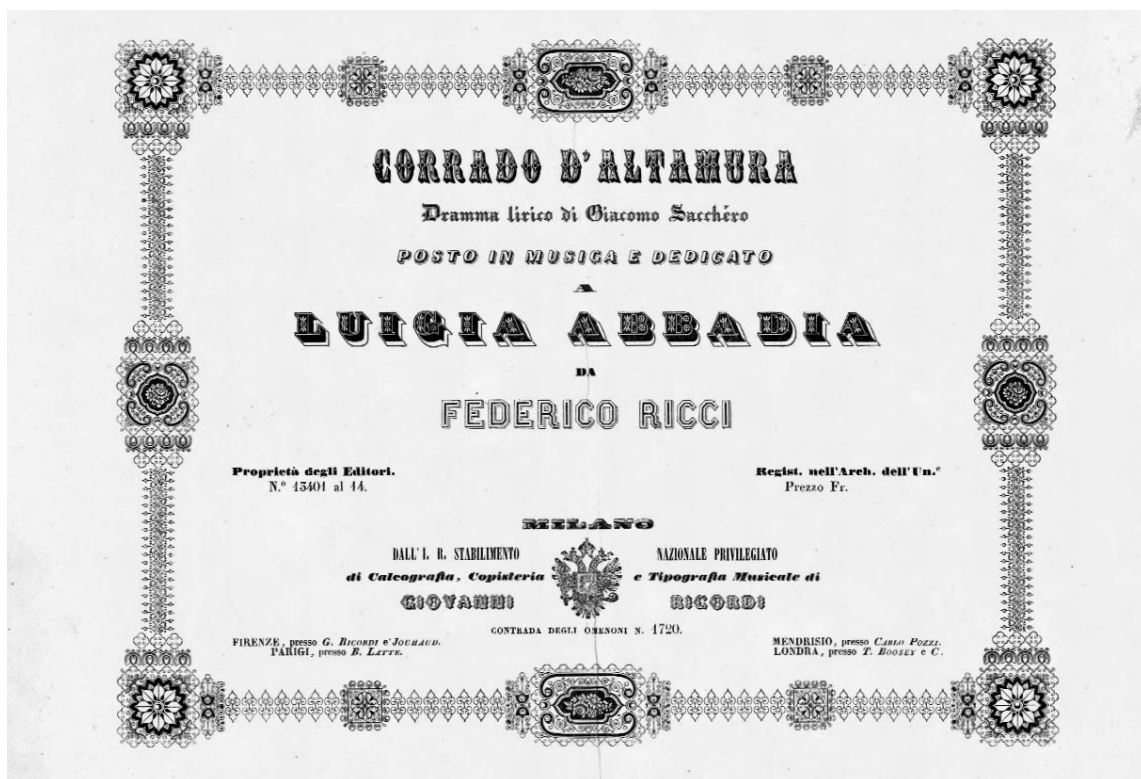 CORRADO D'ALTAMURA
Dramma lirico di Giacomo Sacchéro
POSTO IN MUSICA E DEDICATO
A
LUIGIA ABBADIA
DA
FEDERICO RICCI
Proprietà degli Editori.
N.º 13401 al 14.
Regist. nell'Arch. dell'Un.e
Prezzo Fr.
MILANO
DALL'I. R. STABILIMENTO NAZIONALE PRIVILEGIATO
di Calcografia, Copisteria e Tipografia Musicale di
GIOVANNI RICORDI
CONTRADA DEGLI OMENONI N. 1720.
FIRENZE, presso G. RICORDI e JOUHAUD.
PARIGI, presso B. LATTE.
MENDRISIO, presso CARLO POZZI.
LONDRA, presso T. BOOSEY e C.